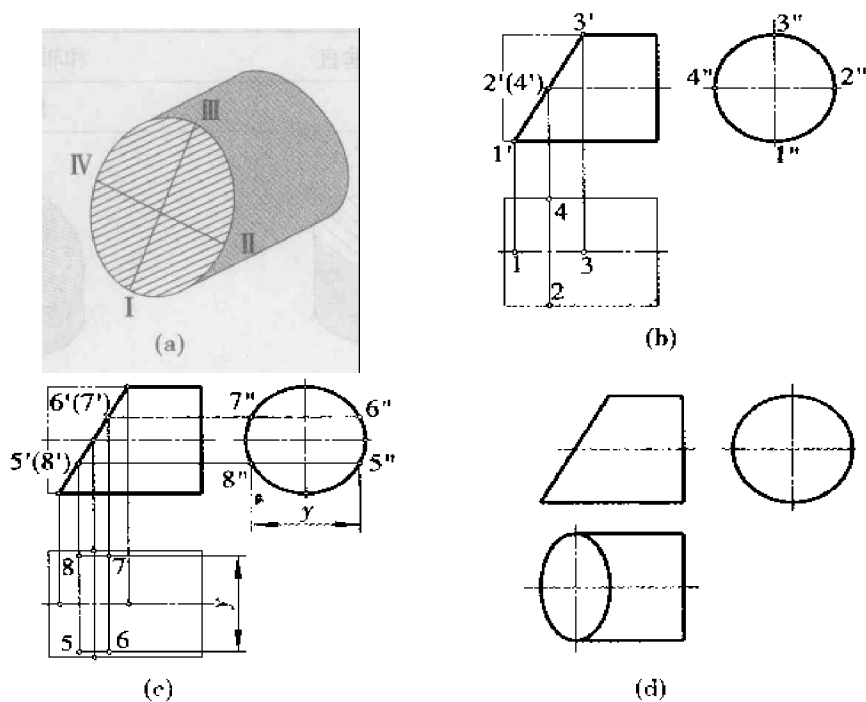 III
IV
II
I
(a)
3' 3"
2'(4') 4" 2"
1' 1"
4
1 3
2
(b)
6'(7') 7" 6"
5'(8') 8" 5"
y
8 7
y
5 6
(c)
(d)